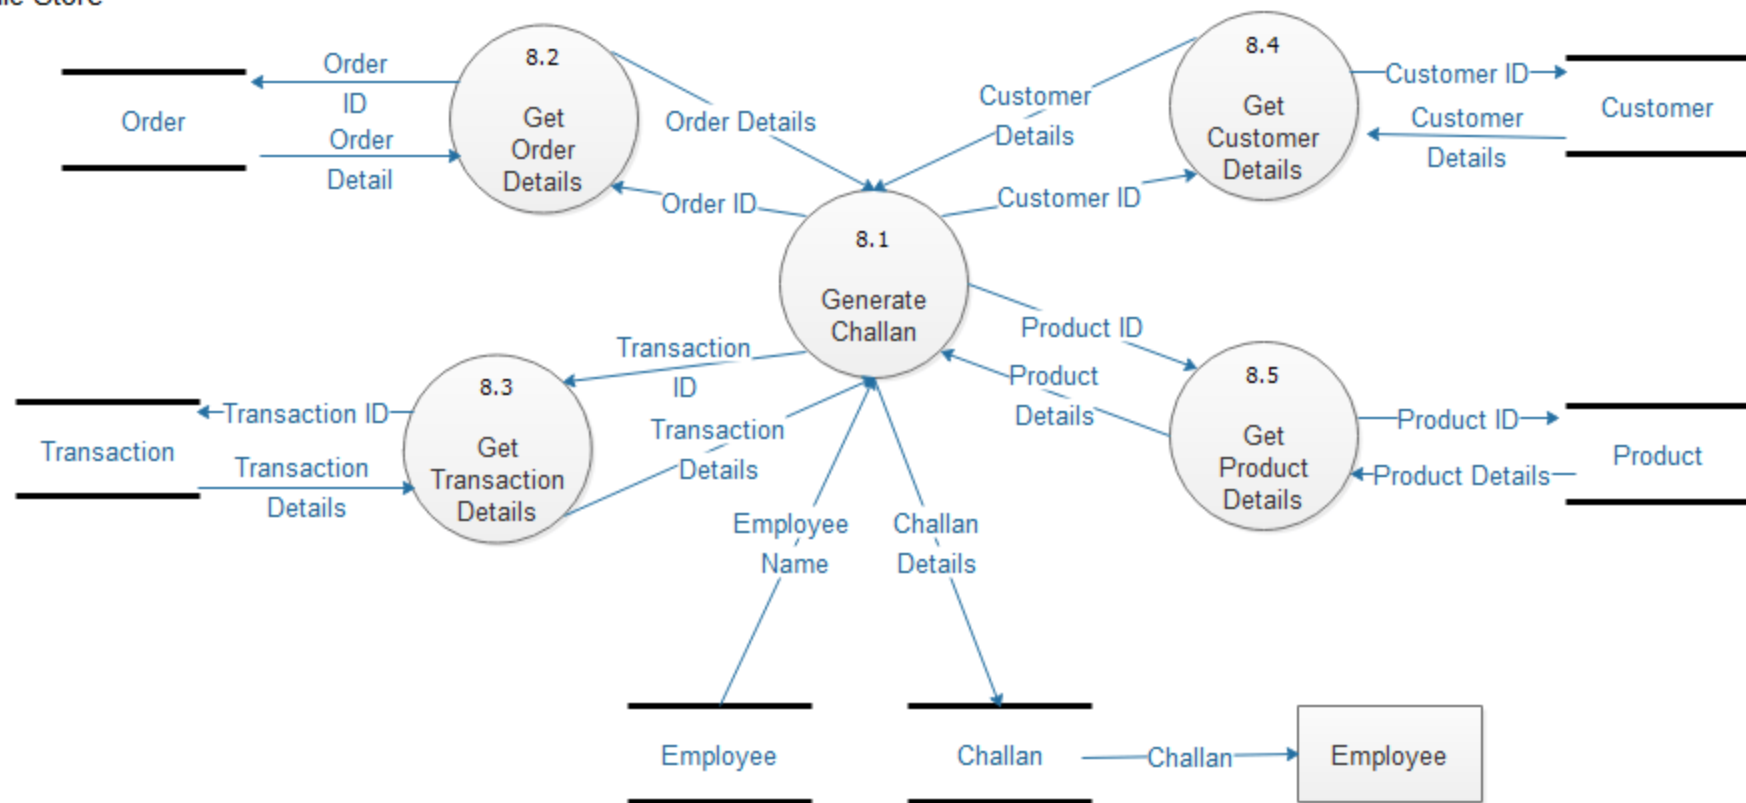 Store
8.2
Get
Order
Details
8.4
Get
Customer
Details
Order
ID
Order
Detail
Order
Order Details
Order ID
Customer
Details
Customer ID
Customer ID
Customer
Details
Customer
8.1
Generate
Challan
Transaction
ID
Transaction
Details
8.3
Get
Transaction
Details
Transaction ID
Transaction
Details
Transaction
Product ID
Product
Details
8.5
Get
Product
Details
Product ID
Product Details
Product
Employee
Name
Challan
Details
Employee
Challan
Challan
Employee